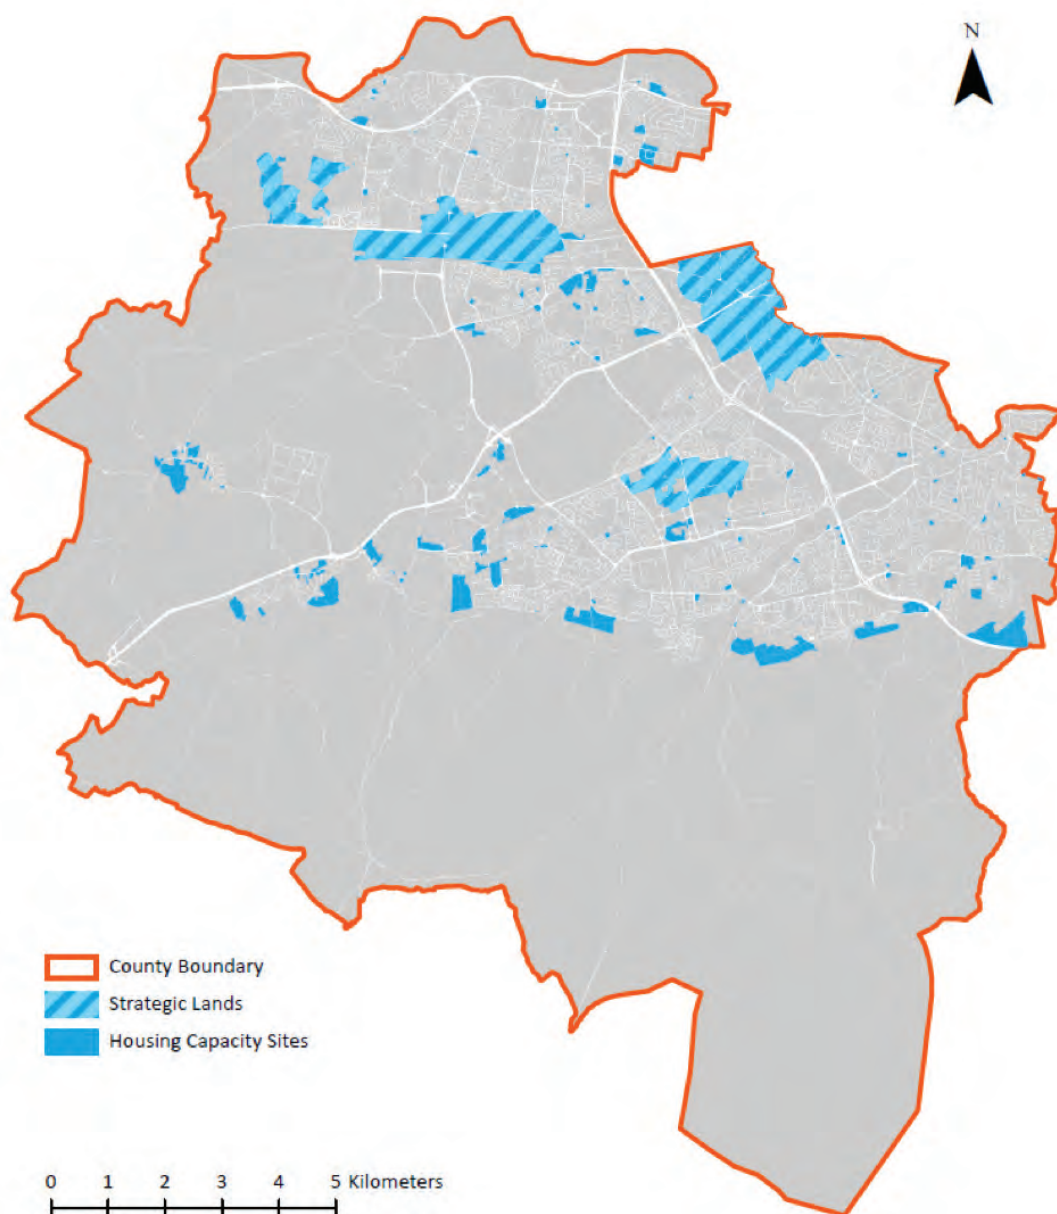 N
County Boundary
Strategic Lands
Housing Capacity Sites
0 1 2 3 4 5 Kilometers